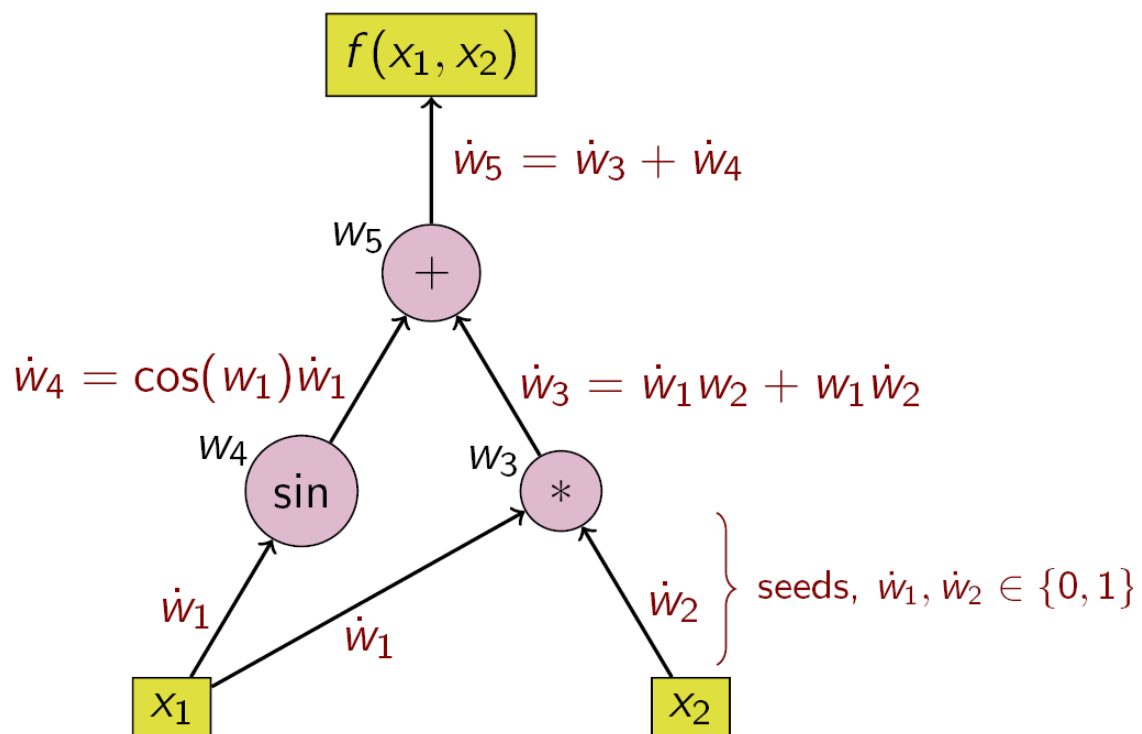 f(x₁, x₂)
ẇ₅ = ẇ₃ + ẇ₄
w₅
+
ẇ₄ = cos(w₁)ẇ₁
ẇ₃ = ẇ₁w₂ + w₁ẇ₂
w₄
sin
w₃
*
ẇ₁
ẇ₁
ẇ₂
seeds, ẇ₁, ẇ₂ ∈ {0, 1}
x₁
x₂